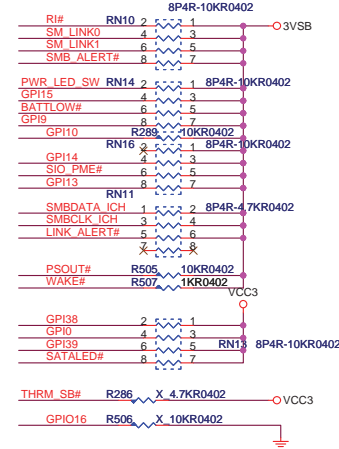 8P4R-10KR0402
RI# RN10 2 1 3VSB
SM_LINK0 4 3
SM_LINK1 6 5
SMB_ALERT# 8 7
PWR_LED_SW RN14 2 1 8P4R-10KR0402
GPI15 4 3
BATTLOW# 6 5
GPI9 8 7
GPI10 R289 10KR0402
RN16 2 1 8P4R-10KR0402
GPI14 4 3
SIO_PME# 6 5
GPI13 8 7
RN11
SMBDATA_ICH 1 2 8P4R-4.7KR0402
SMBCLK_ICH 3 4
LINK_ALERT# 5 6
7 8
PSOUT# R505 10KR0402
WAKE# R507 1KR0402
VCC3
GPI38 2 1
GPI0 4 3
GPI39 6 5 RN13 8P4R-10KR0402
SATALED# 8 7
THRM_SB# R286 X_4.7KR0402 VCC3
GPIO16 R506 X_10KR0402